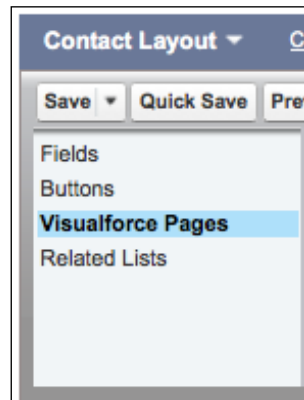 Contact Layout
Save Quick Save
Fields
Buttons
Visualforce Pages
Related Lists